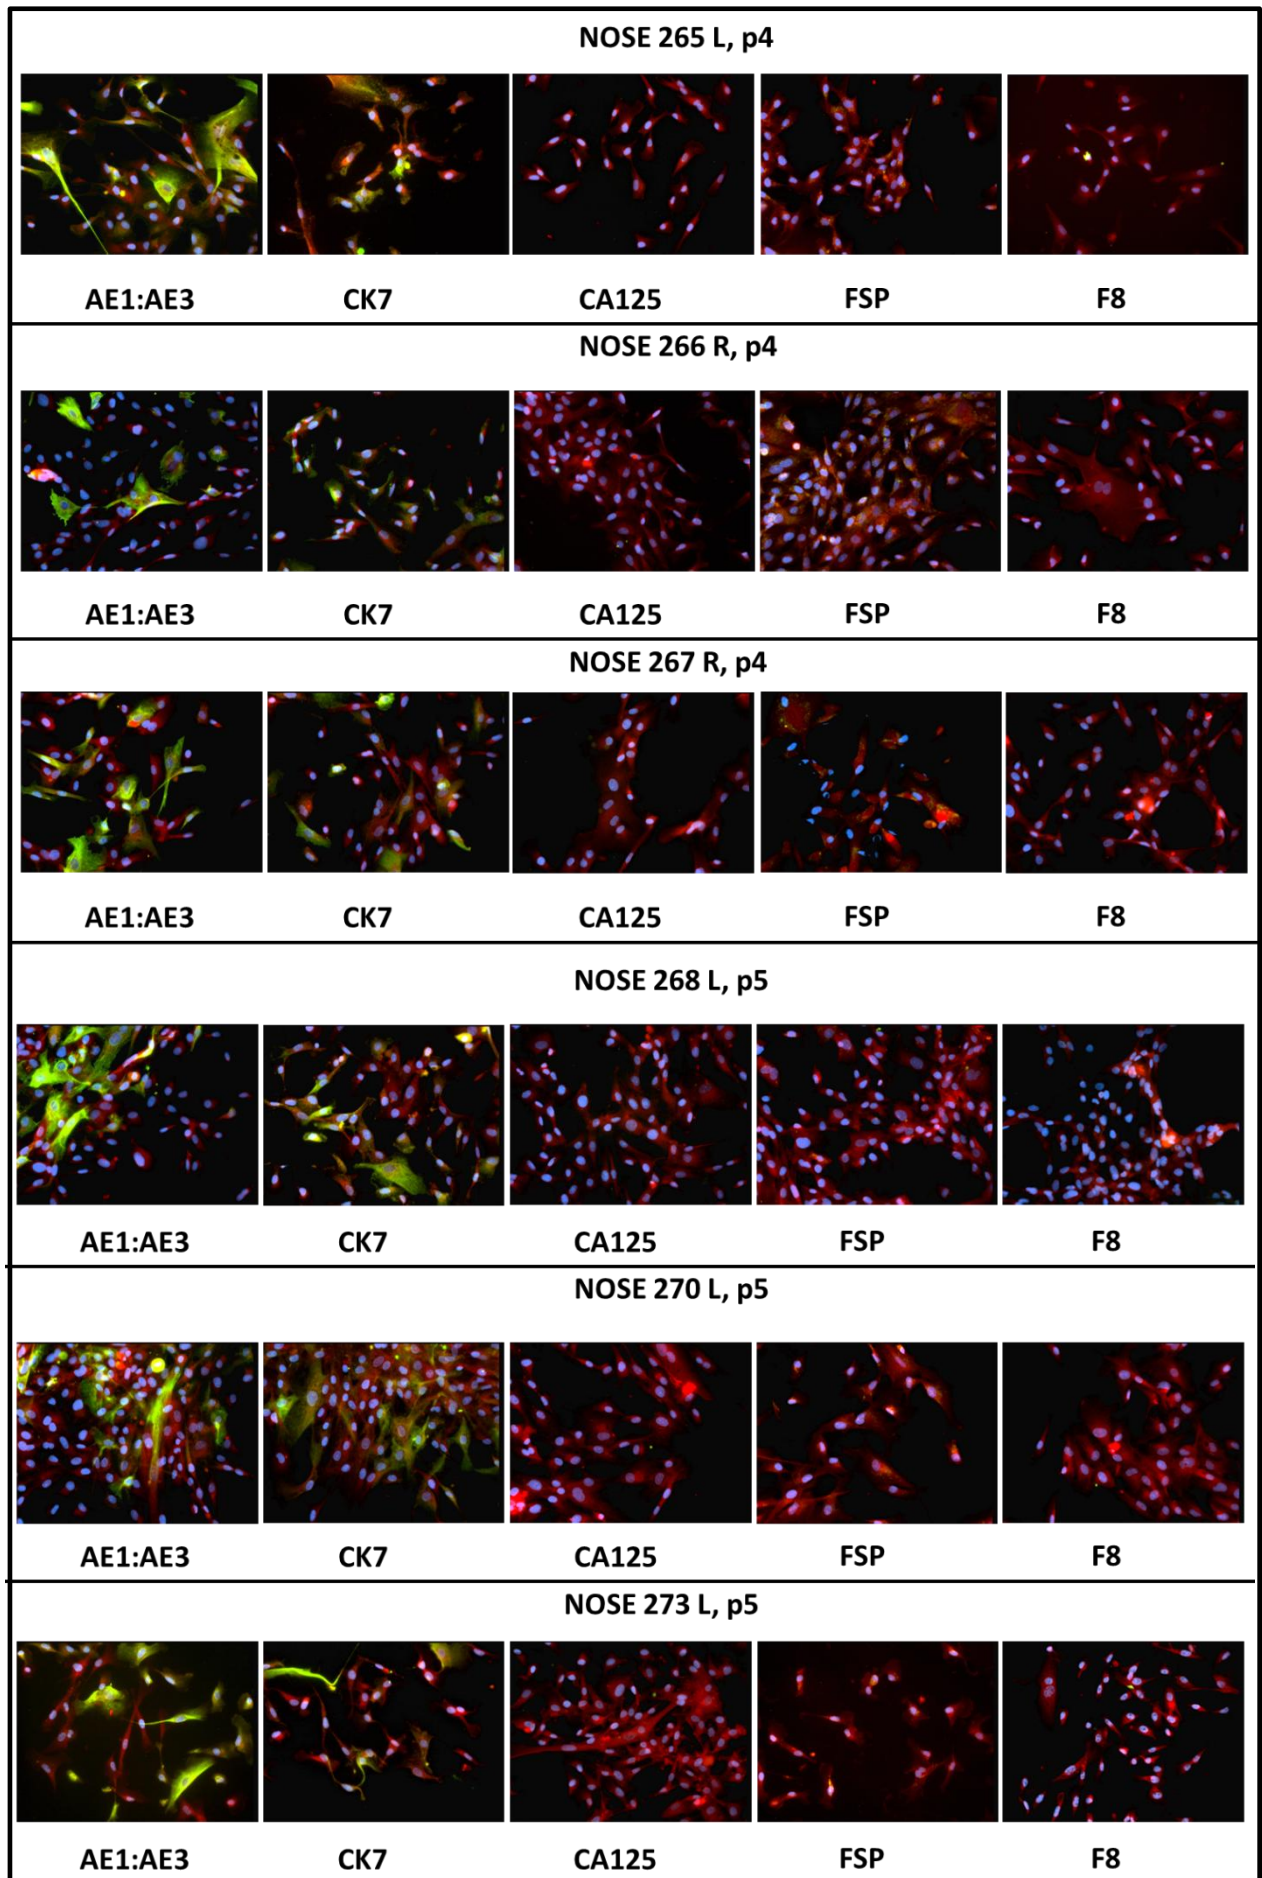 NOSE 265 L, p4
AE1:AE3 CK7 CA125 FSP F8
NOSE 266 R, p4
AE1:AE3 CK7 CA125 FSP F8
NOSE 267 R, p4
AE1:AE3 CK7 CA125 FSP F8
NOSE 268 L, p5
AE1:AE3 CK7 CA125 FSP F8
NOSE 270 L, p5
AE1:AE3 CK7 CA125 FSP F8
NOSE 273 L, p5
AE1:AE3 CK7 CA125 FSP F8